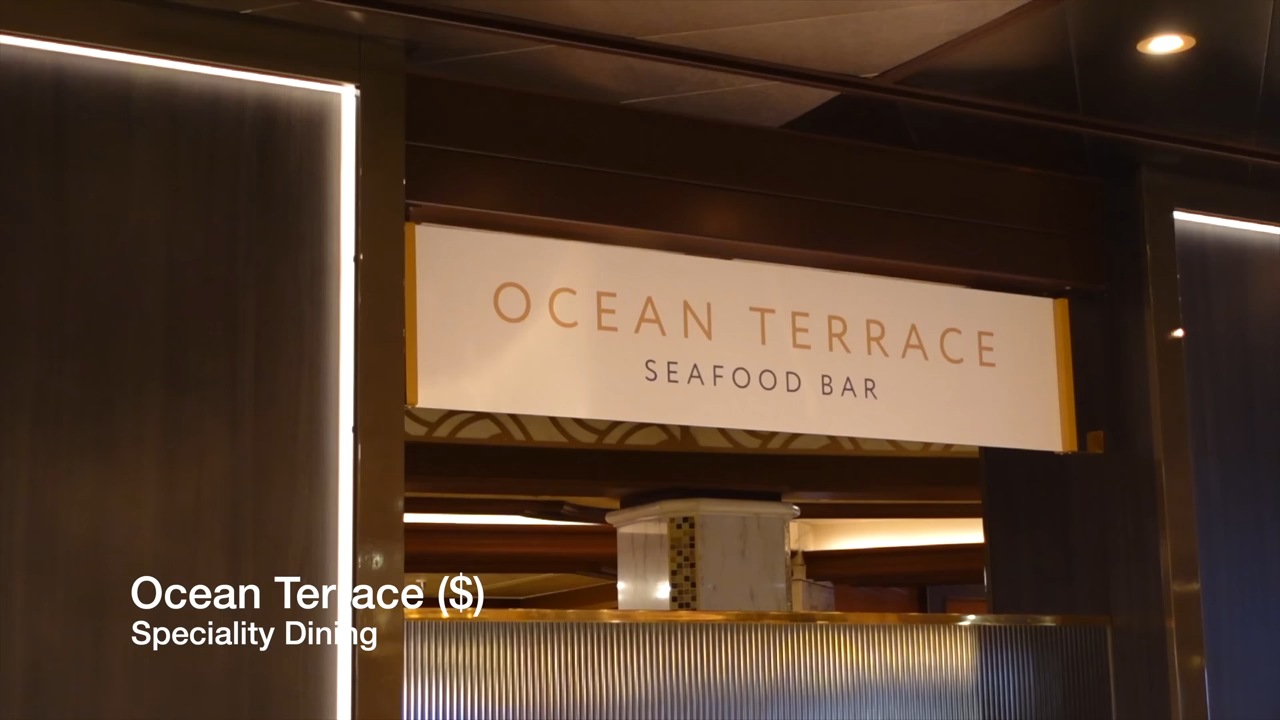 OCEAN TERRACE
SEAFOOD BAR
Ocean Terrace ($)
Speciality Dining